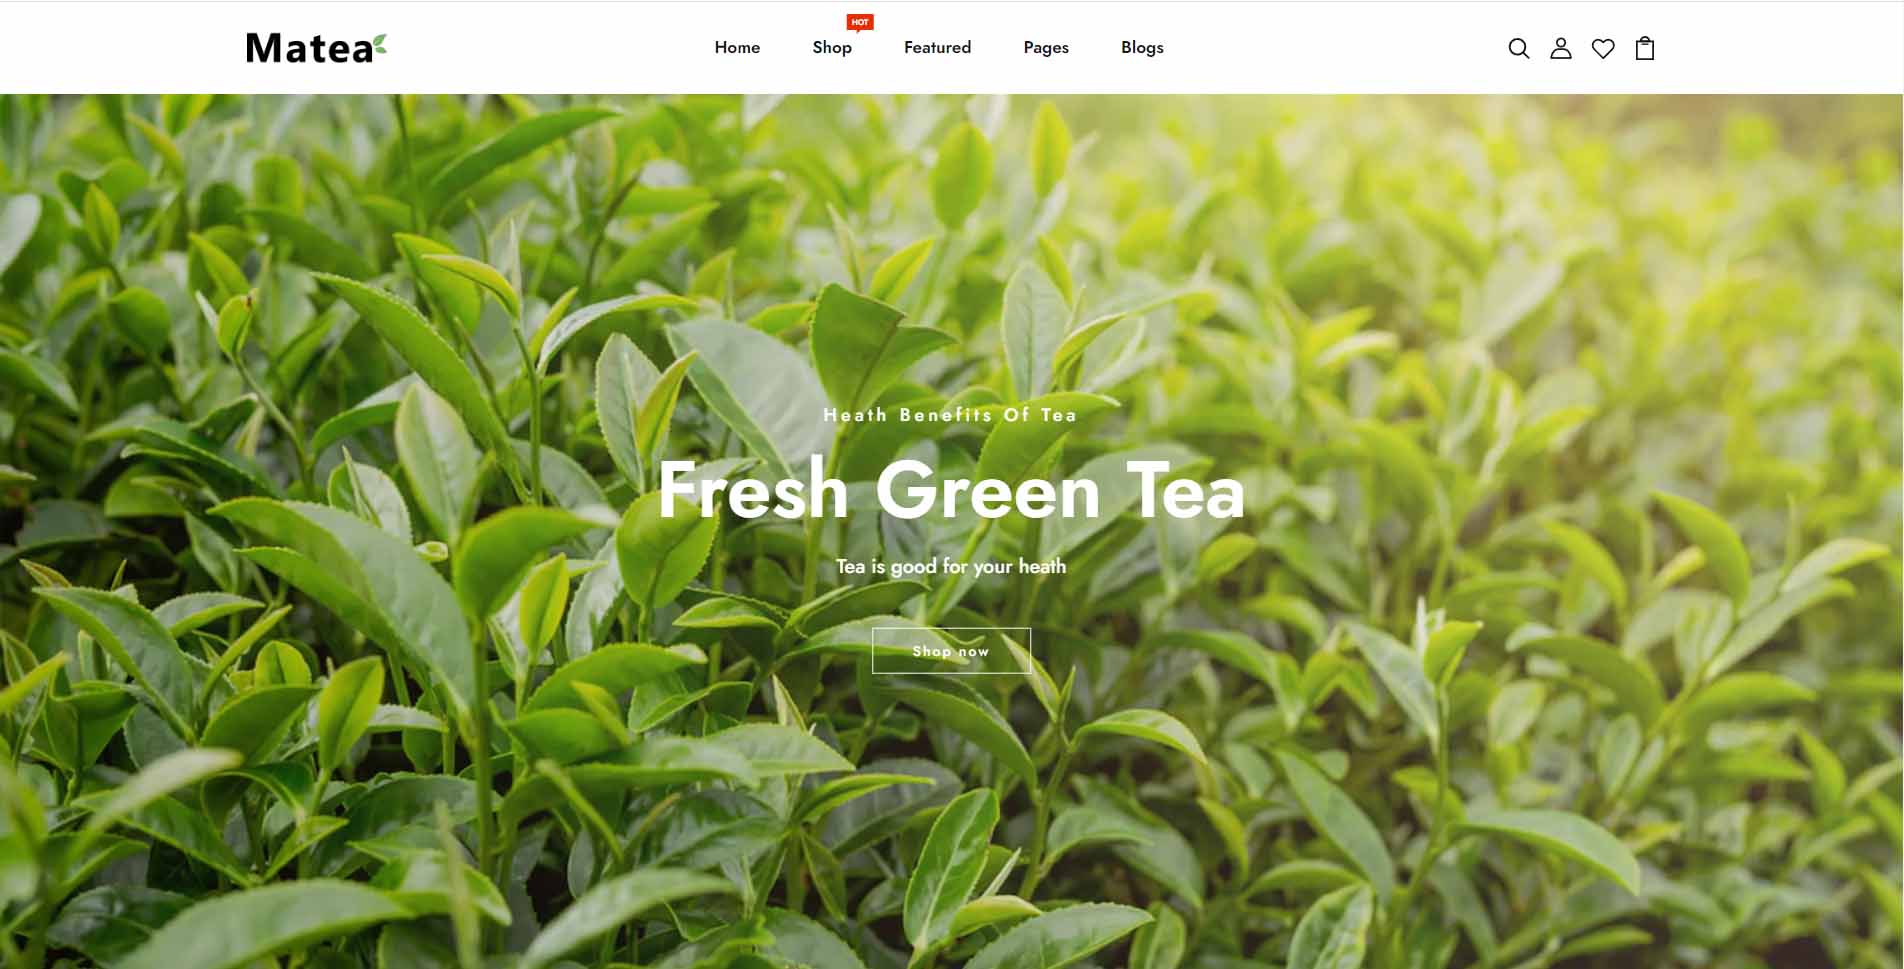 Matea
HOT
Home Shop Featured Pages Blogs
Heath Benefits Of Tea
Fresh Green Tea
Tea is good for your heath
Shop now